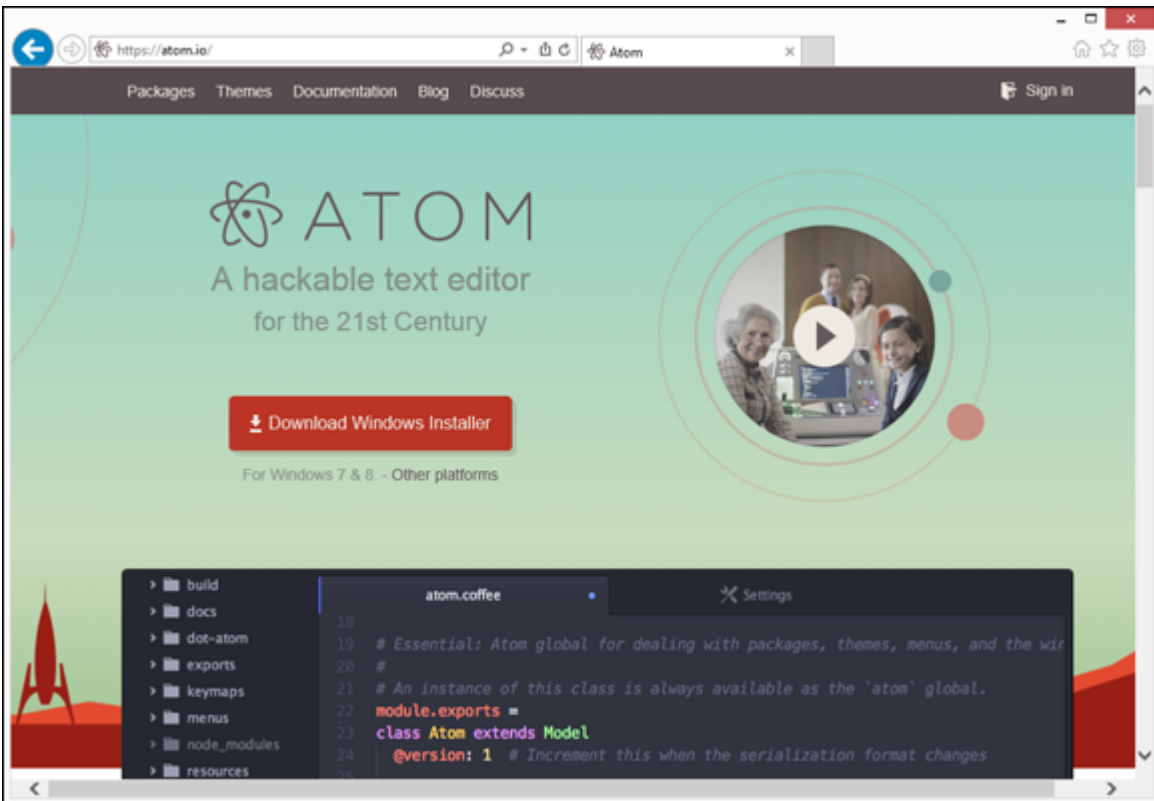 https://atom.io/
Atom
Packages Themes Documentation Blog Discuss
Sign in
ATOM
A hackable text editor
for the 21st Century
Download Windows Installer
For Windows 7 & 8. - Other platforms
build
docs
dot-atom
exports
keymaps
menus
node_modules
resources
atom.coffee
Settings
18
19 # Essential: Atom global for dealing with packages, themes, menus, and the win
20 #
21 # An instance of this class is always available as the `atom` global.
22 module.exports =
23 class Atom extends Model
24 @version: 1 # Increment this when the serialization format changes
25